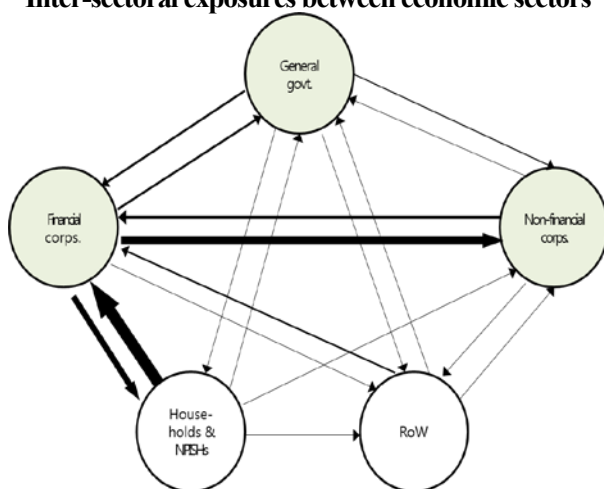 Inter-sectoral exposures between economic sectors
General
govt.
Financial
corps.
Non-financial
corps.
House-
holds &
NPISHs
RoW